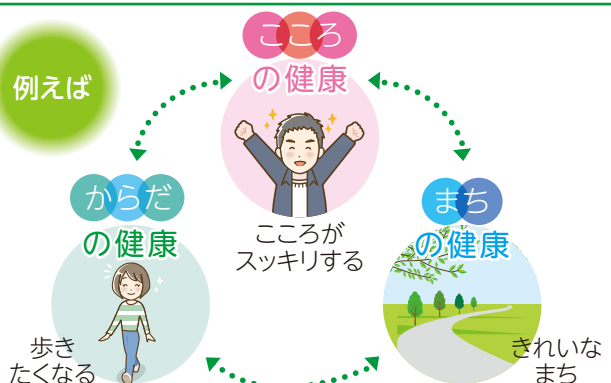 例えば
こころ
の健康
こころが
スッキリする
からだ
の健康
歩き
たくなる
まち
の健康
きれいな
まち